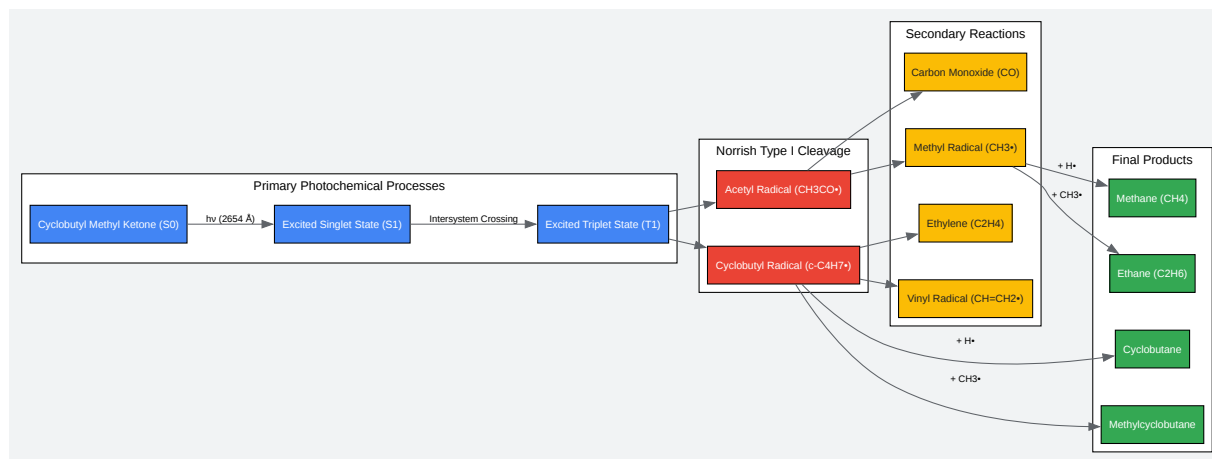 Primary Photochemical Processes
Cyclobutyl Methyl Ketone (S0)
hν (2654 Å)
Excited Singlet State (S1)
Intersystem Crossing
Excited Triplet State (T1)
Norrish Type I Cleavage
Acetyl Radical (CH3CO•)
Cyclobutyl Radical (c-C4H7•)
Secondary Reactions
Carbon Monoxide (CO)
Methyl Radical (CH3•)
Ethylene (C2H4)
Vinyl Radical (CH=CH2•)
+ H•
+ CH3•
+ H•
+ CH3•
Final Products
Methane (CH4)
Ethane (C2H6)
Cyclobutane
Methylcyclobutane